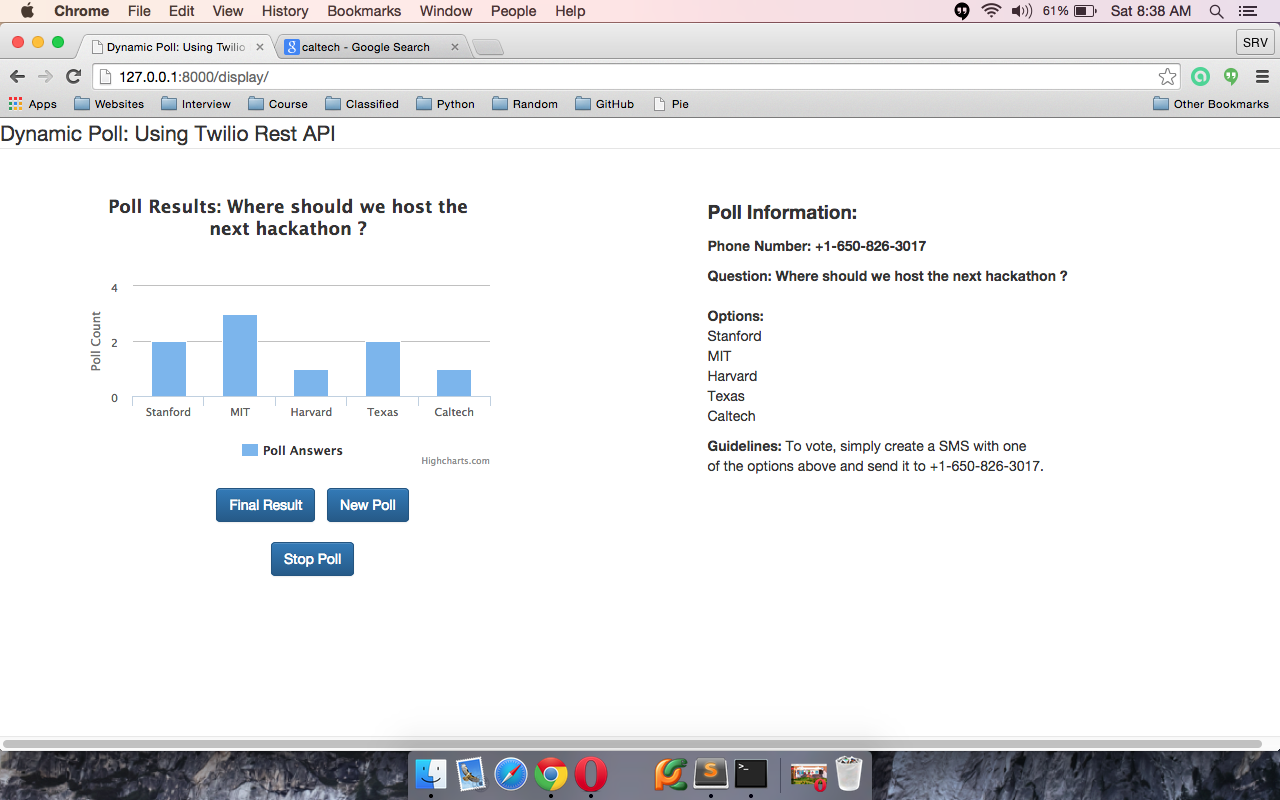 Chrome File Edit View History Bookmarks Window People Help 61% Sat 8:38 AM
Dynamic Poll: Using Twilio caltech - Google Search SRV
127.0.0.1:8000/display/
Apps Websites Interview Course Classified Python Random GitHub Pie Other Bookmarks
Dynamic Poll: Using Twilio Rest API
Poll Results: Where should we host the
next hackathon ?
4
2
0
Poll Count
Stanford MIT Harvard Texas Caltech
Poll Answers
Highcharts.com
Final Result New Poll
Stop Poll
Poll Information:
Phone Number: +1-650-826-3017
Question: Where should we host the next hackathon ?
Options:
Stanford
MIT
Harvard
Texas
Caltech
Guidelines: To vote, simply create a SMS with one
of the options above and send it to +1-650-826-3017.